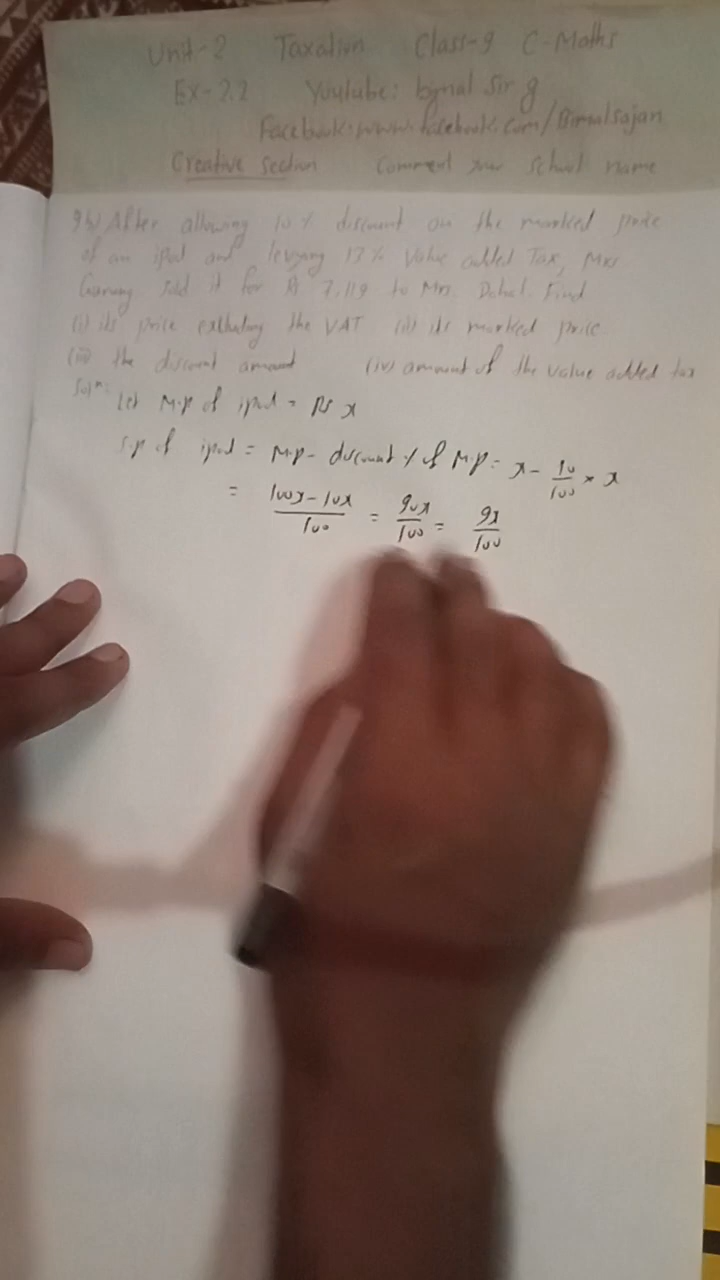 Unit-2 Taxation Class-9 C-Maths
Ex-2.2 Youtube: bimal sir g
Facebook: www.facebook.com/Bimalsajan
Creative section Comment your school name
9b) After allowing 10% discount on the marked price
of an ipod and levying 13% Value added Tax, Mrs
Gurung sold it for Rs 7,119 to Mr. Dahal. Find
(i) its price excluding the VAT (ii) its marked price
(iii) the discount amount (iv) amount of the value added tax
Solⁿ: Let M.P of ipod = Rs x
S.p of ipod = M.p - discount % of M.p = x - 10/100 × x
= 100x - 10x/100 = 90x/100 = 9x/100